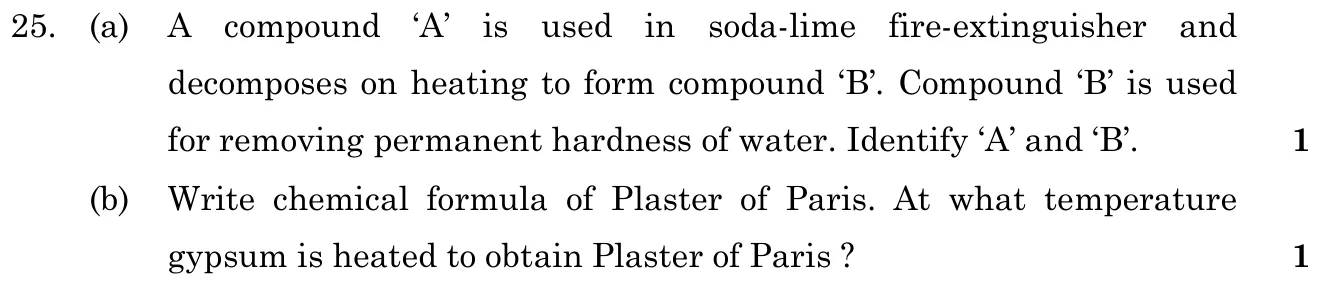 25. (a) A compound ‘A’ is used in soda-lime fire-extinguisher and
decomposes on heating to form compound ‘B’. Compound ‘B’ is used
for removing permanent hardness of water. Identify ‘A’ and ‘B’. 1
(b) Write chemical formula of Plaster of Paris. At what temperature
gypsum is heated to obtain Plaster of Paris ? 1